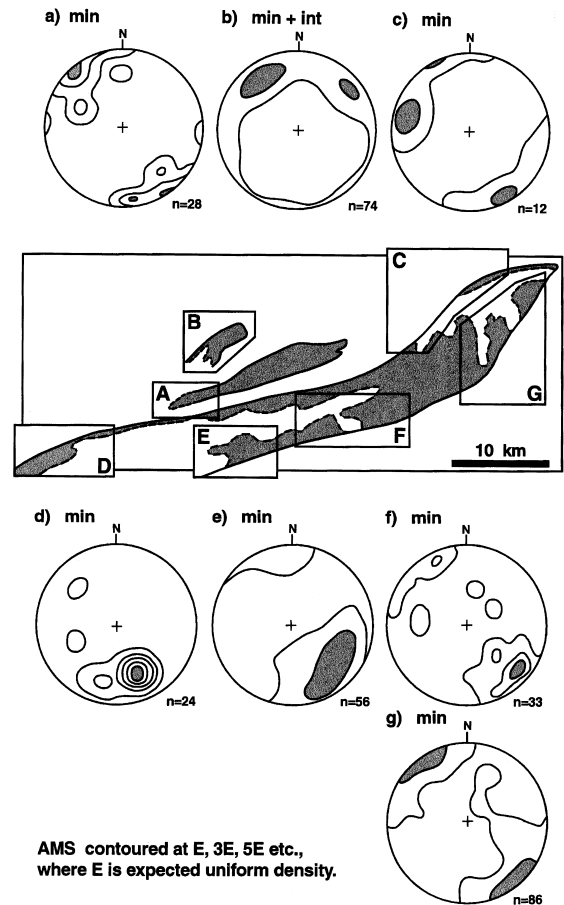 a) min
b) min + int
c) min
N
N
N
n=28
n=74
n=12
C
B
A
G
E
F
D
10 km
d) min
e) min
f) min
N
N
N
n=24
n=56
n=33
g) min
N
n=86
AMS contoured at E, 3E, 5E etc.,
where E is expected uniform density.